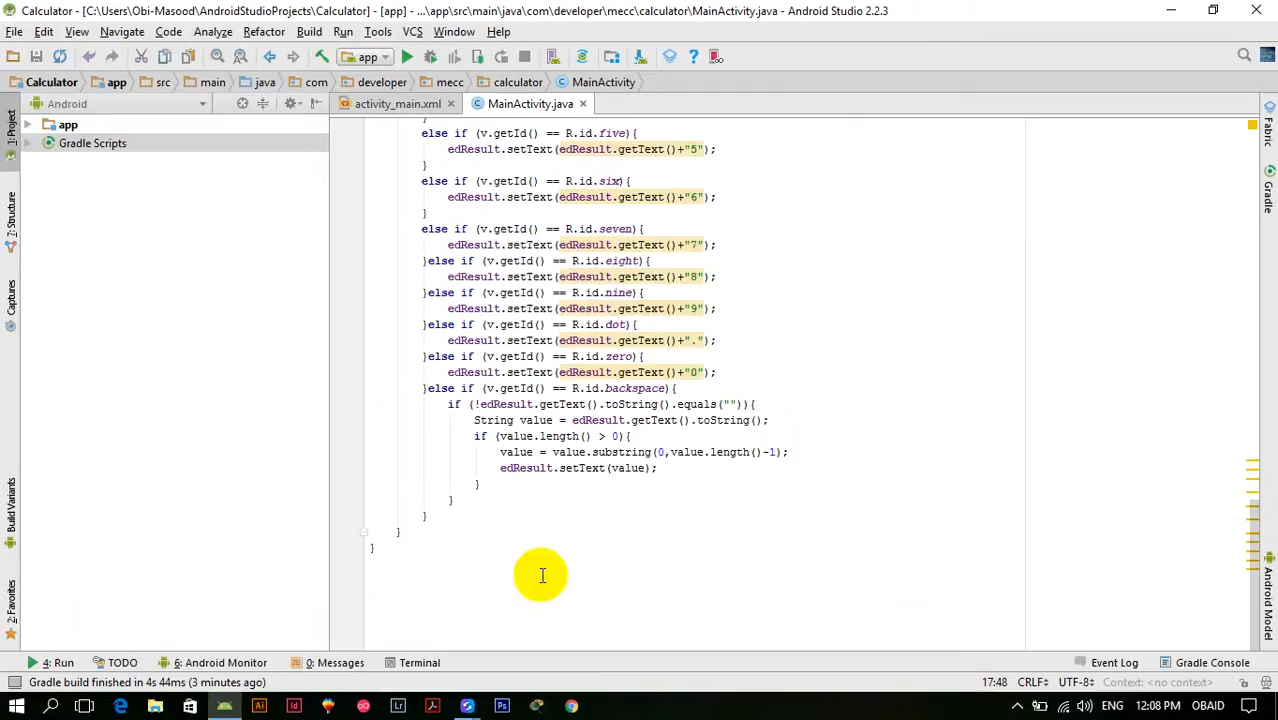 Calculator - [C:\Users\Obi-Masood\AndroidStudioProjects\Calculator] - [app] - ...\app\src\main\java\com\developer\mecc\calculator\MainActivity.java - Android Studio 2.2.3
File Edit View Navigate Code Analyze Refactor Build Run Tools VCS Window Help
app
Calculator app src main java com developer mecc calculator MainActivity
Android
activity_main.xml MainActivity.java
app
Gradle Scripts
1: Project
7: Structure
Captures
Build Variants
2: Favorites
}
else if (v.getId() == R.id.five){
edResult.setText(edResult.getText()+"5");
}
else if (v.getId() == R.id.six){
edResult.setText(edResult.getText()+"6");
}
else if (v.getId() == R.id.seven){
edResult.setText(edResult.getText()+"7");
}else if (v.getId() == R.id.eight){
edResult.setText(edResult.getText()+"8");
}else if (v.getId() == R.id.nine){
edResult.setText(edResult.getText()+"9");
}else if (v.getId() == R.id.dot){
edResult.setText(edResult.getText()+".");
}else if (v.getId() == R.id.zero){
edResult.setText(edResult.getText()+"0");
}else if (v.getId() == R.id.backspace){
if (!edResult.getText().toString().equals("")){
String value = edResult.getText().toString();
if (value.length() > 0){
value = value.substring(0,value.length()-1);
edResult.setText(value);
}
}
}
}
}
Fabric
Gradle
Android Model
4: Run TODO 6: Android Monitor 0: Messages Terminal Event Log Gradle Console
Gradle build finished in 4s 44ms (3 minutes ago) 17:48 CRLF UTF-8 Context: <no context>
Ai Id Lr Ps ENG 12:08 PM OBAID